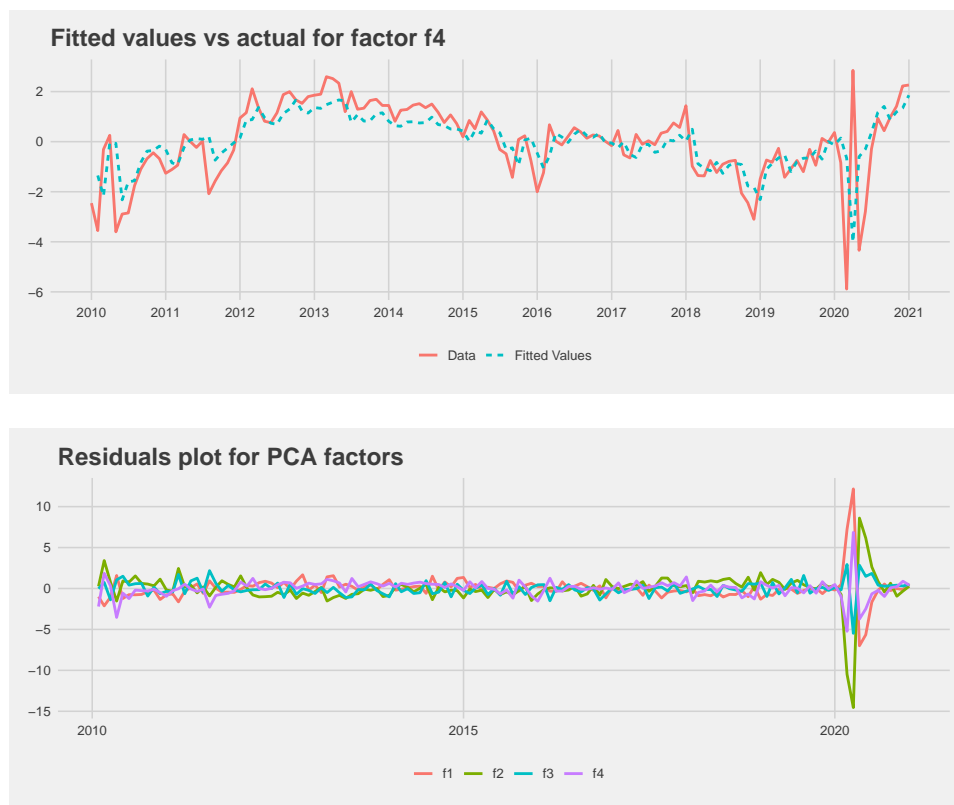 Fitted values vs actual for factor f4
2
0
−2
−4
−6
2010 2011 2012 2013 2014 2015 2016 2017 2018 2019 2020 2021
Data Fitted Values
Residuals plot for PCA factors
10
5
0
−5
−10
−15
2010 2015 2020
f1 f2 f3 f4